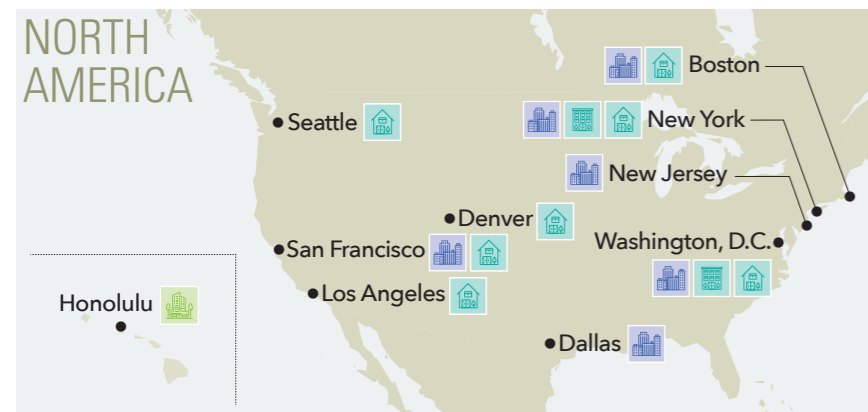 NORTH
AMERICA
Boston
Seattle
New York
New Jersey
Denver
Washington, D.C.
San Francisco
Los Angeles
Honolulu
Dallas